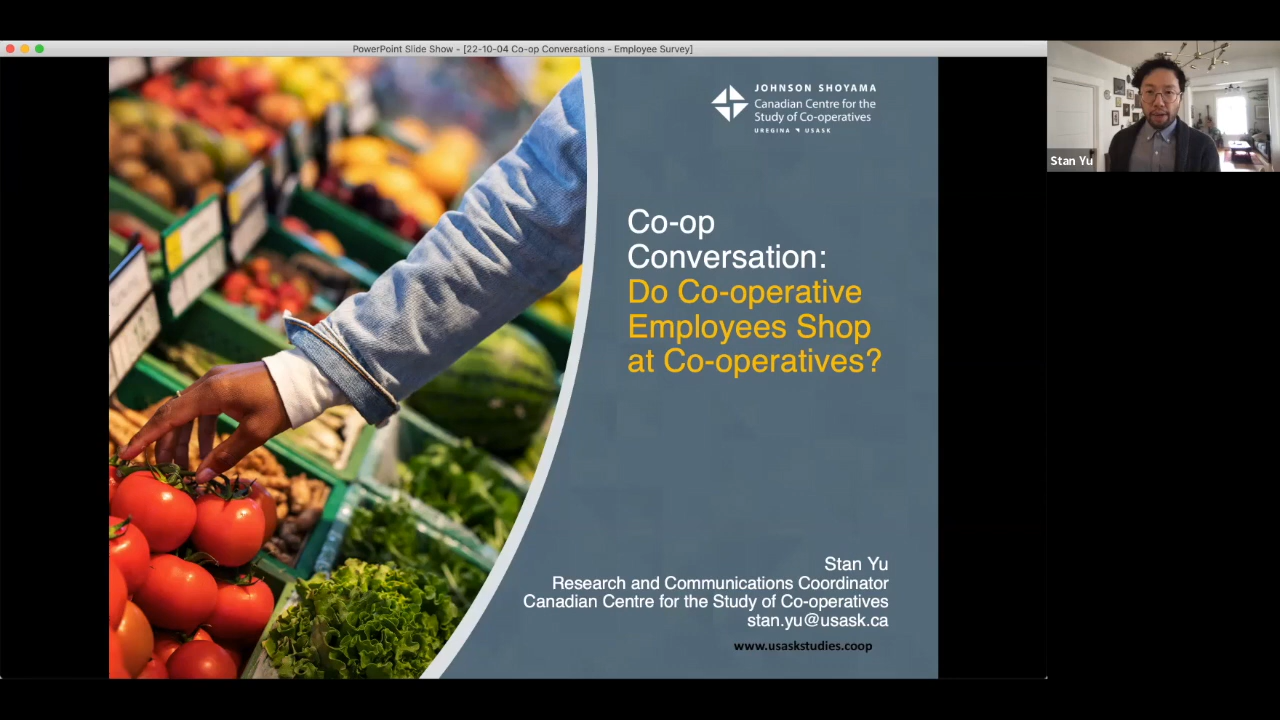 PowerPoint Slide Show - [22-10-04 Co-op Conversations - Employee Survey]
JOHNSON SHOYAMA
Canadian Centre for the
Study of Co-operatives
UREGINA USASK
Stan Yu
Co-op
Conversation:
Do Co-operative
Employees Shop
at Co-operatives?
Stan Yu
Research and Communications Coordinator
Canadian Centre for the Study of Co-operatives
stan.yu@usask.ca
www.usaskstudies.coop